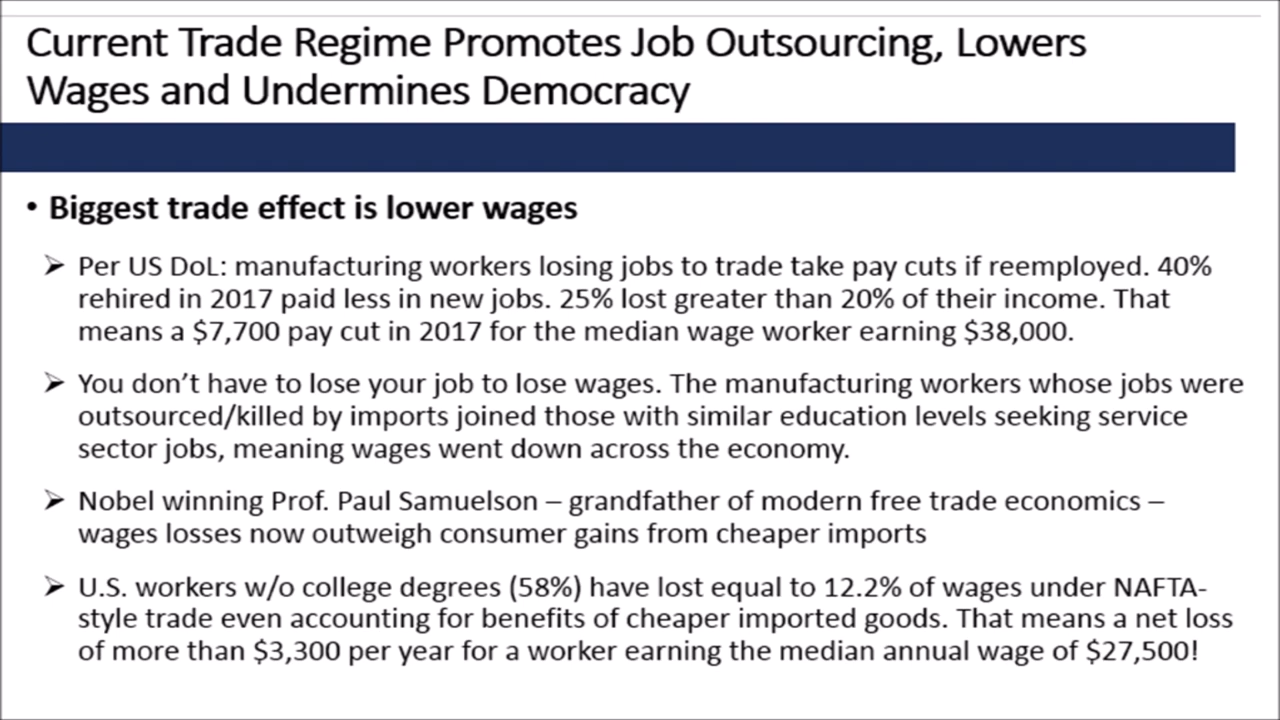 Current Trade Regime Promotes Job Outsourcing, Lowers
Wages and Undermines Democracy
• Biggest trade effect is lower wages
➢ Per US DoL: manufacturing workers losing jobs to trade take pay cuts if reemployed. 40%
rehired in 2017 paid less in new jobs. 25% lost greater than 20% of their income. That
means a $7,700 pay cut in 2017 for the median wage worker earning $38,000.
➢ You don’t have to lose your job to lose wages. The manufacturing workers whose jobs were
outsourced/killed by imports joined those with similar education levels seeking service
sector jobs, meaning wages went down across the economy.
➢ Nobel winning Prof. Paul Samuelson – grandfather of modern free trade economics –
wages losses now outweigh consumer gains from cheaper imports
➢ U.S. workers w/o college degrees (58%) have lost equal to 12.2% of wages under NAFTA-
style trade even accounting for benefits of cheaper imported goods. That means a net loss
of more than $3,300 per year for a worker earning the median annual wage of $27,500!